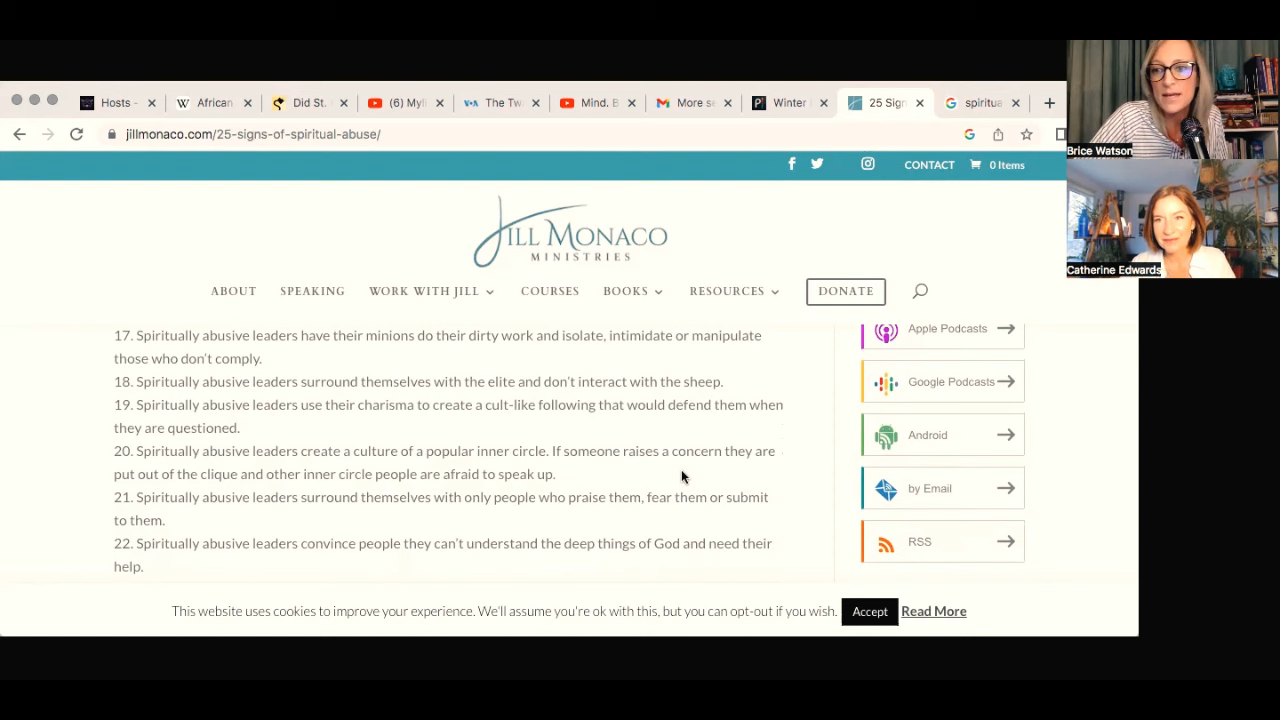 Hosts -
African
Did St.
(6) Myll
The Tw
Mind. B
More se
Winter
25 Sign
spiritua
jillmonaco.com/25-signs-of-spiritual-abuse/
CONTACT 0 Items
JILL MONACO
MINISTRIES
ABOUT SPEAKING WORK WITH JILL COURSES BOOKS RESOURCES DONATE
17. Spiritually abusive leaders have their minions do their dirty work and isolate, intimidate or manipulate
those who don't comply.
18. Spiritually abusive leaders surround themselves with the elite and don't interact with the sheep.
19. Spiritually abusive leaders use their charisma to create a cult-like following that would defend them when
they are questioned.
20. Spiritually abusive leaders create a culture of a popular inner circle. If someone raises a concern they are
put out of the clique and other inner circle people are afraid to speak up.
21. Spiritually abusive leaders surround themselves with only people who praise them, fear them or submit
to them.
22. Spiritually abusive leaders convince people they can't understand the deep things of God and need their
help.
Apple Podcasts
Google Podcasts
Android
by Email
RSS
This website uses cookies to improve your experience. We'll assume you're ok with this, but you can opt-out if you wish. Accept Read More
Brice Watson
Catherine Edwards